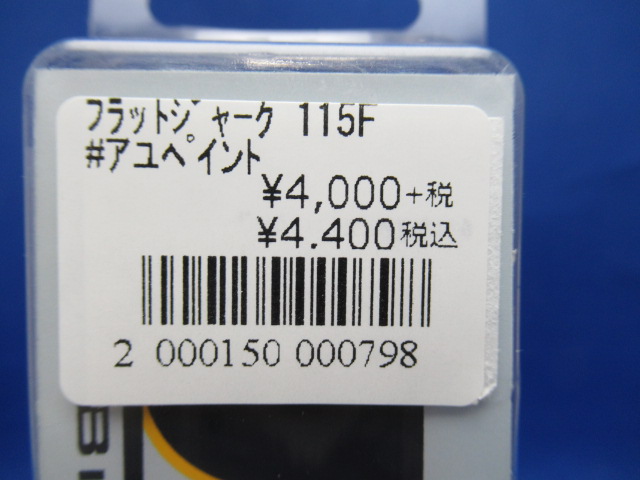 フラットジャーク 115F
#アユペイント
¥4,000+税
¥4.400税込
2 000150 000798